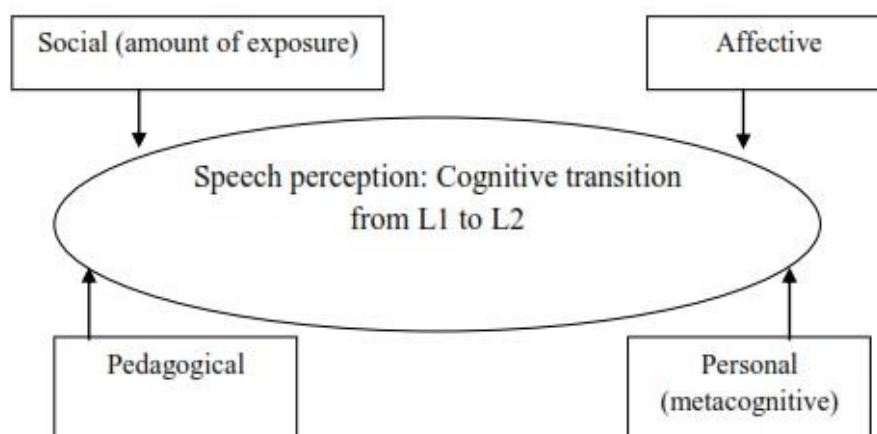 Social (amount of exposure)
Affective
Speech perception: Cognitive transition
from L1 to L2
Pedagogical
Personal
(metacognitive)